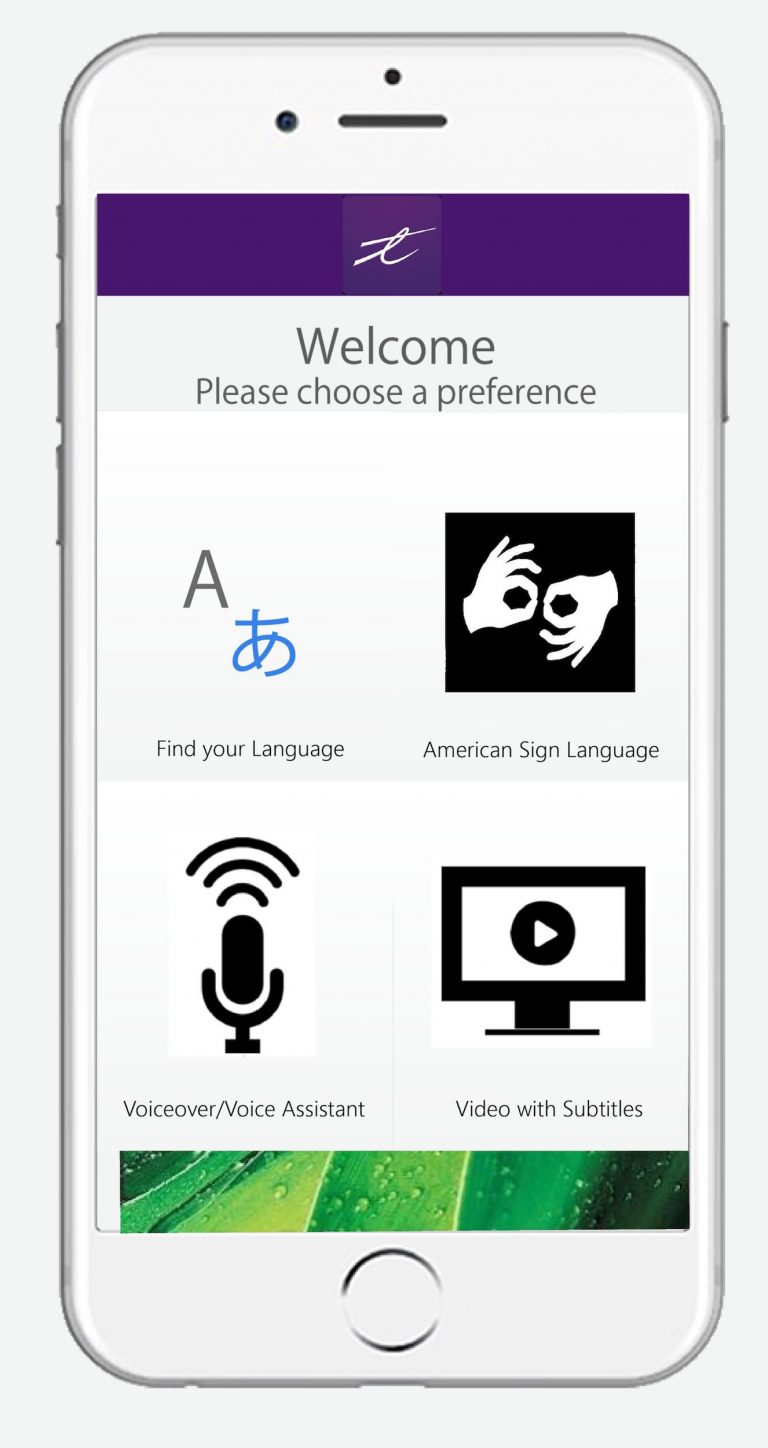 t
Welcome
Please choose a preference
A
あ
Find your Language
American Sign Language
Voiceover/Voice Assistant
Video with Subtitles